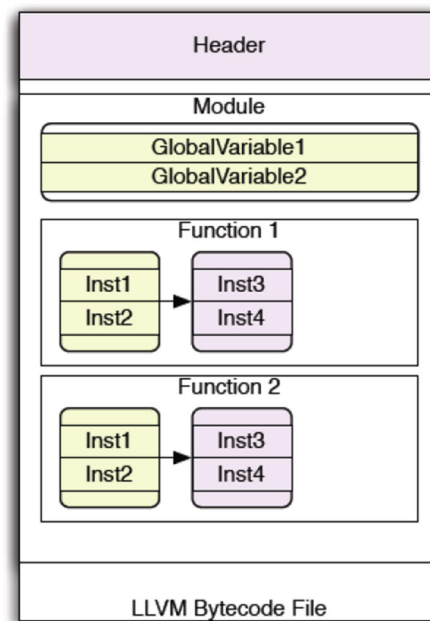 Header
Module
GlobalVariable1
GlobalVariable2
Function 1
Inst1 Inst3
Inst2 Inst4
Function 2
Inst1 Inst3
Inst2 Inst4
LLVM Bytecode File